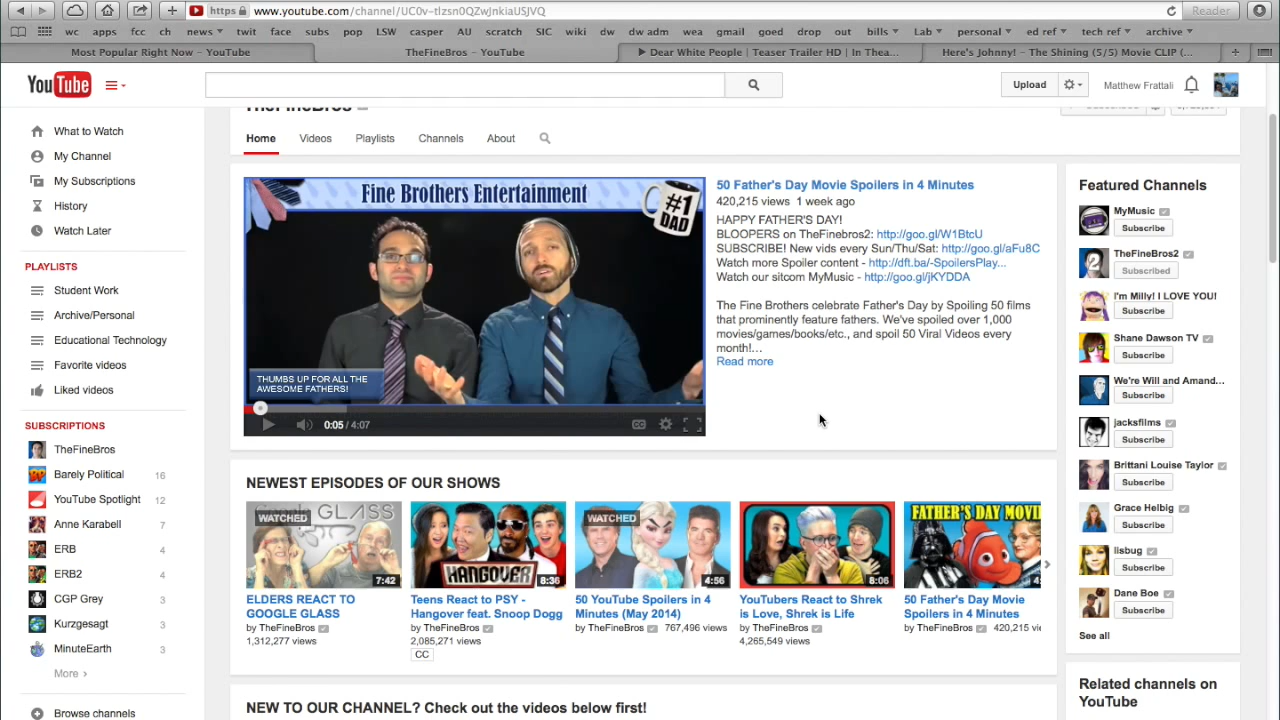 https www.youtube.com/channel/UC0v-tlzsn0QZwJnkiaUSJVQ
Reader
wc apps fcc ch news twit face subs pop LSW casper AU scratch SIC wiki dw dw adm wea gmail goed drop out bills Lab personal ed ref tech ref archive
Most Popular Right Now – YouTube
TheFineBros – YouTube
Dear White People | Teaser Trailer HD | In Thea...
Here's Johnny! – The Shining (5/5) Movie CLIP (...
YouTube
Upload
Matthew Frattali
What to Watch
My Channel
My Subscriptions
History
Watch Later
PLAYLISTS
Student Work
Archive/Personal
Educational Technology
Favorite videos
Liked videos
SUBSCRIPTIONS
TheFineBros
Barely Political 16
YouTube Spotlight 12
Anne Karabell 7
ERB 4
ERB2 4
CGP Grey 3
Kurzgesagt 3
MinuteEarth 3
More ›
Browse channels
TheFineBros
Subscribed
Home Videos Playlists Channels About
Fine Brothers Entertainment
#1
DAD
THUMBS UP FOR ALL THE
AWESOME FATHERS!
0:05 / 4:07
CC
50 Father's Day Movie Spoilers in 4 Minutes
420,215 views 1 week ago
HAPPY FATHER'S DAY!
BLOOPERS on TheFinebros2: http://goo.gl/W1BtcU
SUBSCRIBE! New vids every Sun/Thu/Sat: http://goo.gl/aFu8C
Watch more Spoiler content - http://dft.ba/-SpoilersPlay...
Watch our sitcom MyMusic - http://goo.gl/jKYDDA
The Fine Brothers celebrate Father's Day by Spoiling 50 films
that prominently feature fathers. We've spoiled over 1,000
movies/games/books/etc., and spoil 50 Viral Videos every
month!...
Read more
NEWEST EPISODES OF OUR SHOWS
WATCHED
GLASS
7:42
ELDERS REACT TO
GOOGLE GLASS
by TheFineBros
1,312,277 views
HANGOVER
8:36
Teens React to PSY -
Hangover feat. Snoop Dogg
by TheFineBros
2,085,271 views
CC
WATCHED
4:56
50 YouTube Spoilers in 4
Minutes (May 2014)
by TheFineBros 767,496 views
8:06
YouTubers React to Shrek
is Love, Shrek is Life
by TheFineBros
4,265,549 views
FATHER'S DAY MOVI
4:
50 Father's Day Movie
Spoilers in 4 Minutes
by TheFineBros 420,215 vi
NEW TO OUR CHANNEL? Check out the videos below first!
Featured Channels
MyMusic
Subscribe
TheFineBros2
Subscribed
I'm Milly! I LOVE YOU!
Subscribe
Shane Dawson TV
Subscribe
We're Will and Amand...
Subscribe
jacksfilms
Subscribe
Brittani Louise Taylor
Subscribe
Grace Helbig
Subscribe
iisbug
Subscribe
Dane Boe
Subscribe
See all
Related channels on
YouTube